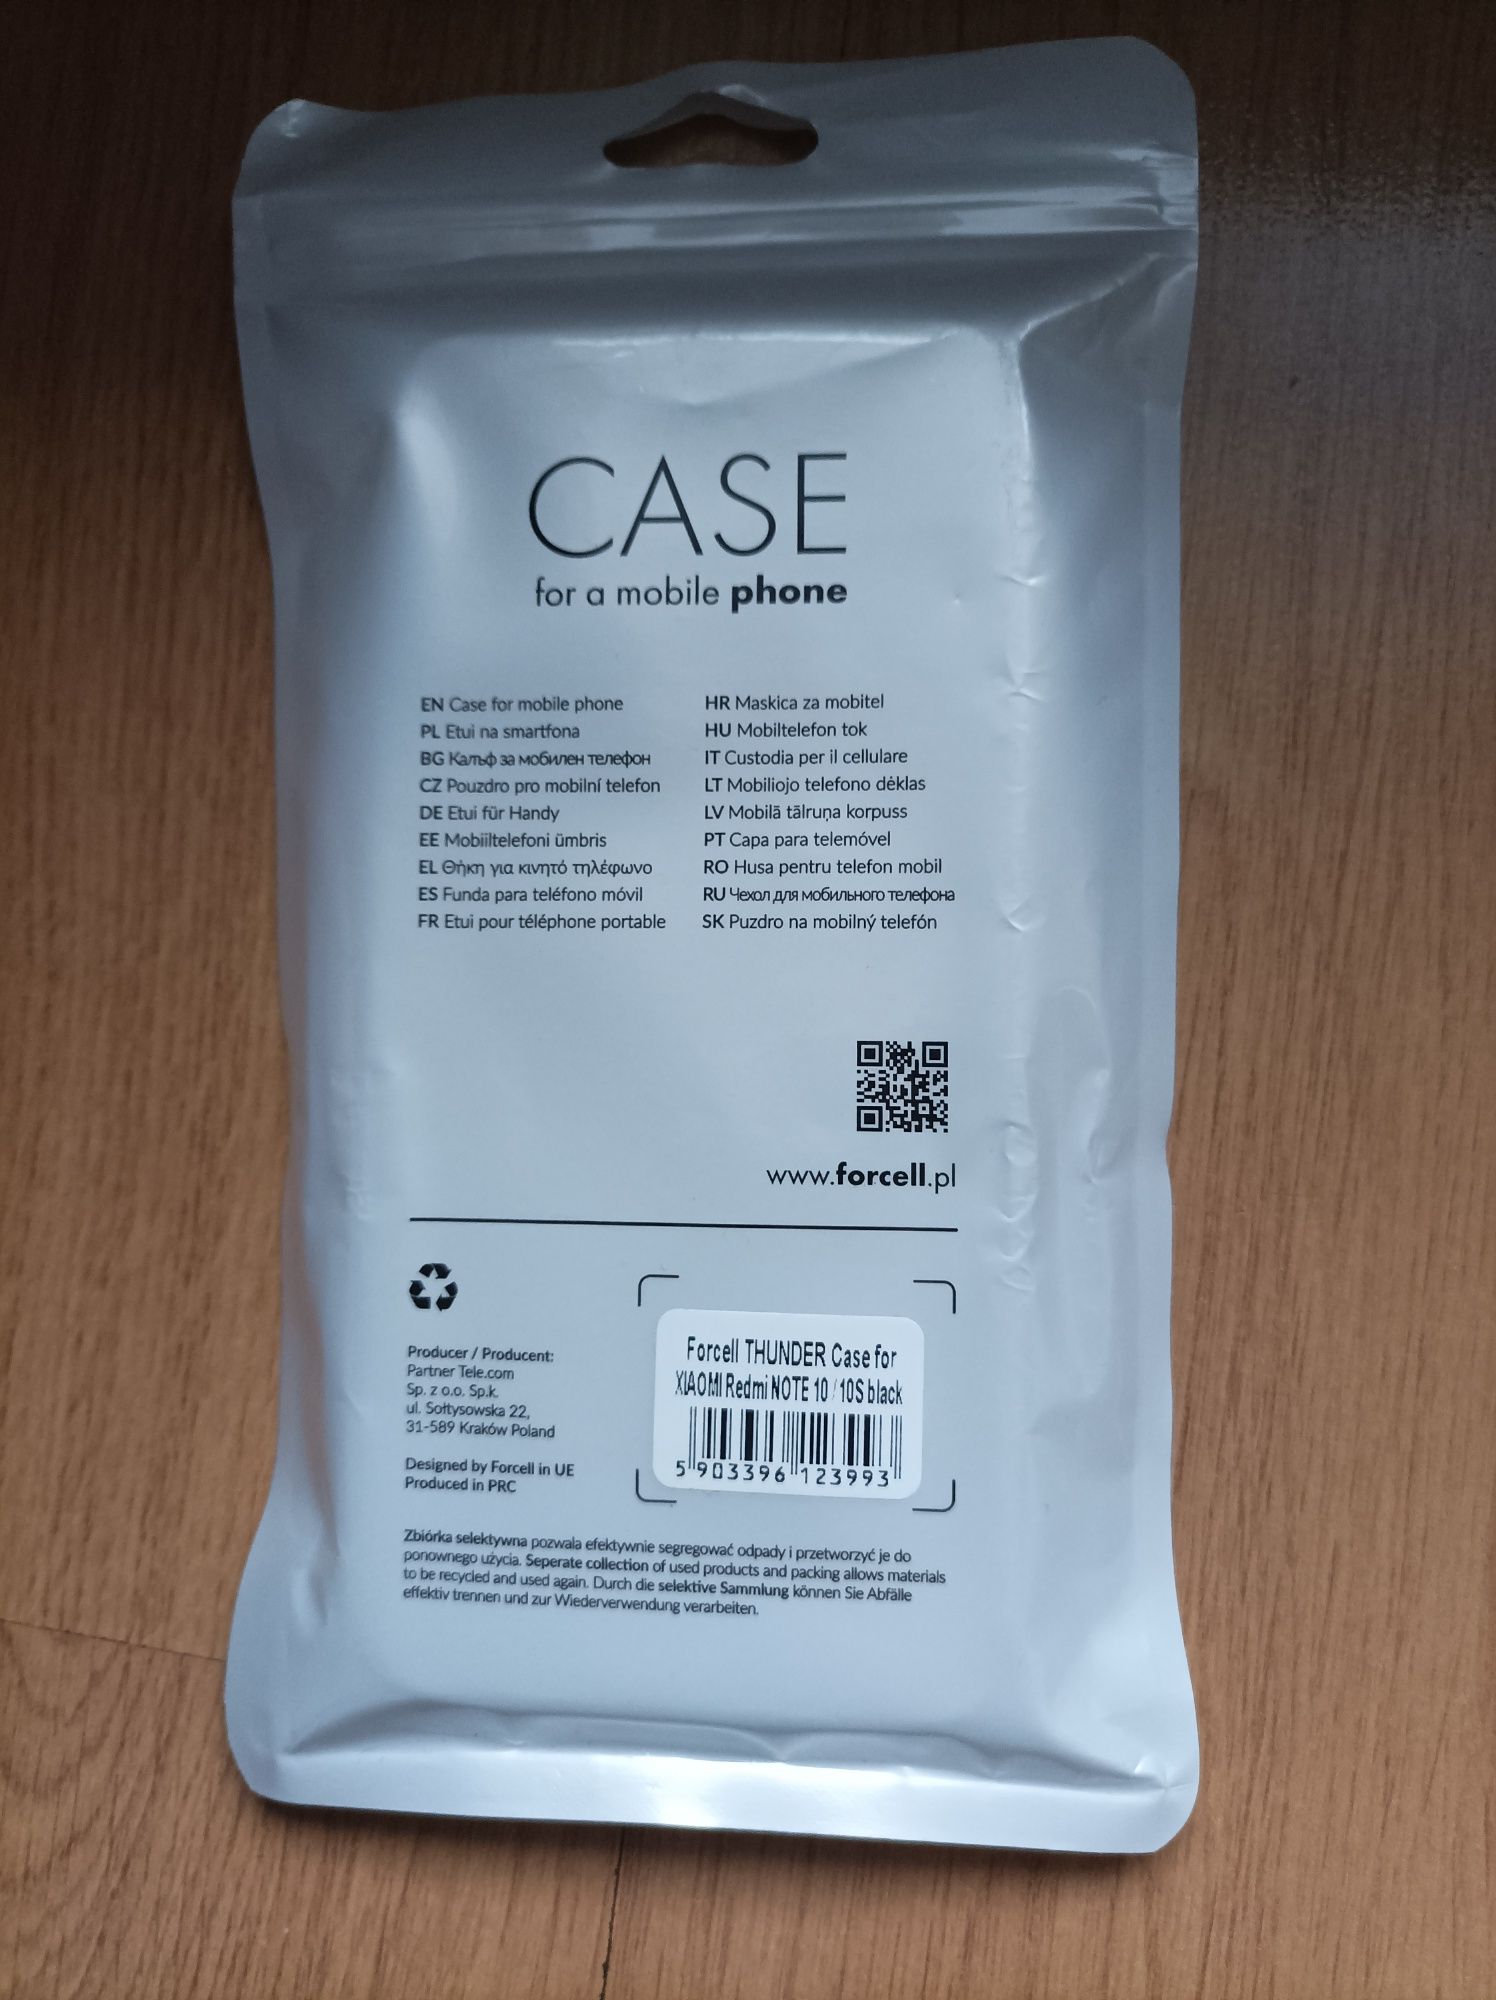 CASE
for a mobile phone
EN Case for mobile phone
PL Etui na smartfona
BG Калъф за мобилен телефон
CZ Pouzdro pro mobilní telefon
DE Etui für Handy
EE Mobiiltelefoni ümbris
EL Θήκη για κινητό τηλέφωνο
ES Funda para teléfono móvil
FR Etui pour téléphone portable
HR Maskica za mobitel
HU Mobiltelefon tok
IT Custodia per il cellulare
LT Mobiliojo telefono dėklas
LV Mobilā tālruņa korpuss
PT Capa para telemóvel
RO Husa pentru telefon mobil
RU Чехол для мобильного телефона
SK Puzdro na mobilný telefón
www.forcell.pl
Producer / Producent:
Partner Tele.com
Sp. z o.o. Sp.k.
ul. Sołtysowska 22,
31-589 Kraków Poland
Designed by Forcell in UE
Produced in PRC
Forcell THUNDER Case for
XIAOMI Redmi NOTE 10 / 10S black
5 903396 123993
Zbiórka selektywna pozwala efektywnie segregować odpady i przetworzyć je do
ponownego użycia. Seperate collection of used products and packing allows materials
to be recycled and used again. Durch die selektive Sammlung können Sie Abfälle
effektiv trennen und zur Wiederverwendung verarbeiten.